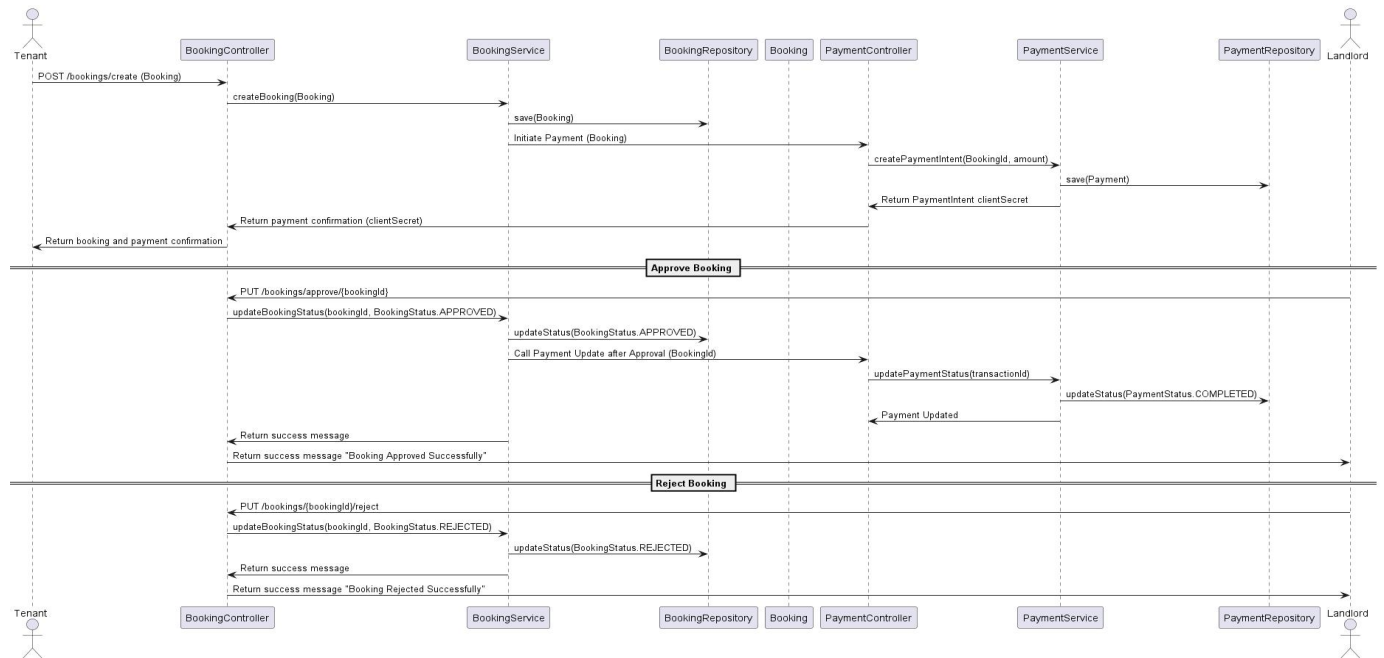 Tenant
BookingController
BookingService
BookingRepository
Booking
PaymentController
PaymentService
PaymentRepository
Landlord
POST /bookings/create (Booking)
createBooking(Booking)
save(Booking)
Initiate Payment (Booking)
createPaymentIntent(BookingId, amount)
save(Payment)
Return PaymentIntent clientSecret
Return payment confirmation (clientSecret)
Return booking and payment confirmation
Approve Booking
PUT /bookings/approve/{bookingId}
updateBookingStatus(bookingId, BookingStatus.APPROVED)
updateStatus(BookingStatus.APPROVED)
Call Payment Update after Approval (BookingId)
updatePaymentStatus(transactionId)
updateStatus(PaymentStatus.COMPLETED)
Payment Updated
Return success message
Return success message "Booking Approved Successfully"
Reject Booking
PUT /bookings/{bookingId}/reject
updateBookingStatus(bookingId, BookingStatus.REJECTED)
updateStatus(BookingStatus.REJECTED)
Return success message
Return success message "Booking Rejected Successfully"
Tenant
BookingController
BookingService
BookingRepository
Booking
PaymentController
PaymentService
PaymentRepository
Landlord